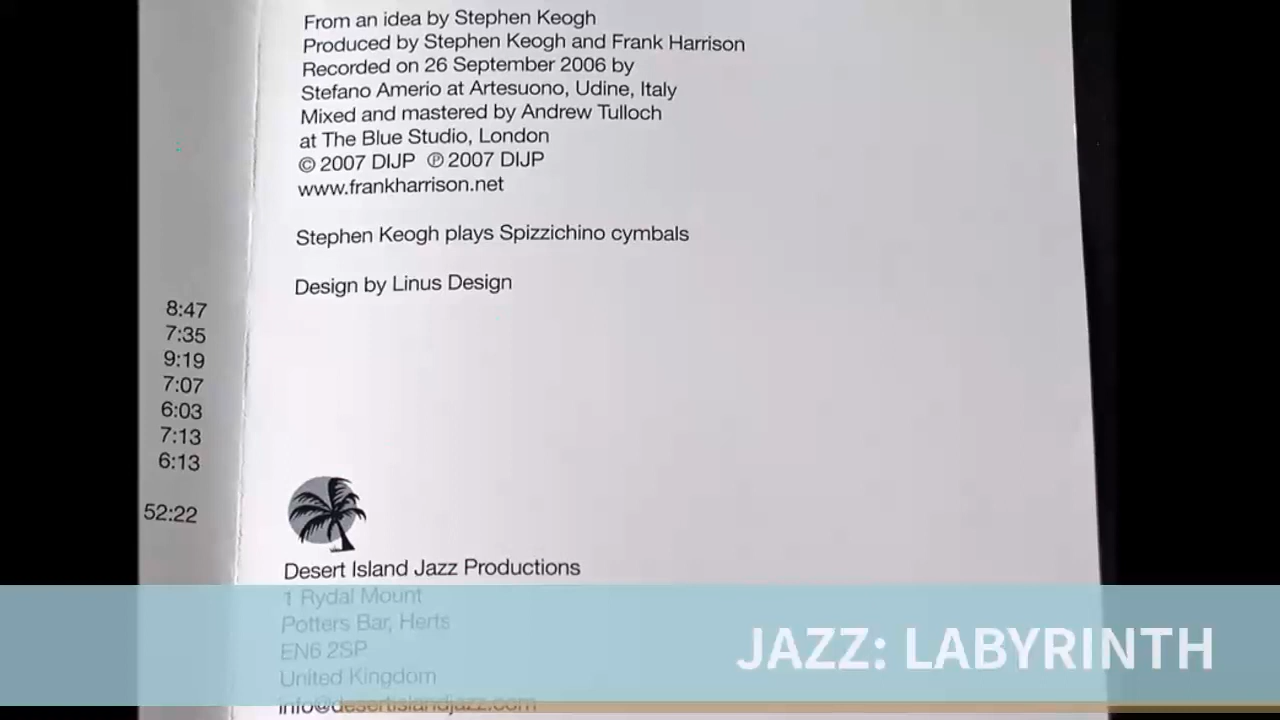 From an idea by Stephen Keogh
Produced by Stephen Keogh and Frank Harrison
Recorded on 26 September 2006 by
Stefano Amerio at Artesuono, Udine, Italy
Mixed and mastered by Andrew Tulloch
at The Blue Studio, London
© 2007 DIJP ℗ 2007 DIJP
www.frankharrison.net
Stephen Keogh plays Spizzichino cymbals
Design by Linus Design
8:47
7:35
9:19
7:07
6:03
7:13
6:13
52:22
Desert Island Jazz Productions
1 Rydal Mount
Potters Bar, Herts
EN6 2SP
United Kingdom
info@desertislandjazz.com
JAZZ: LABYRINTH